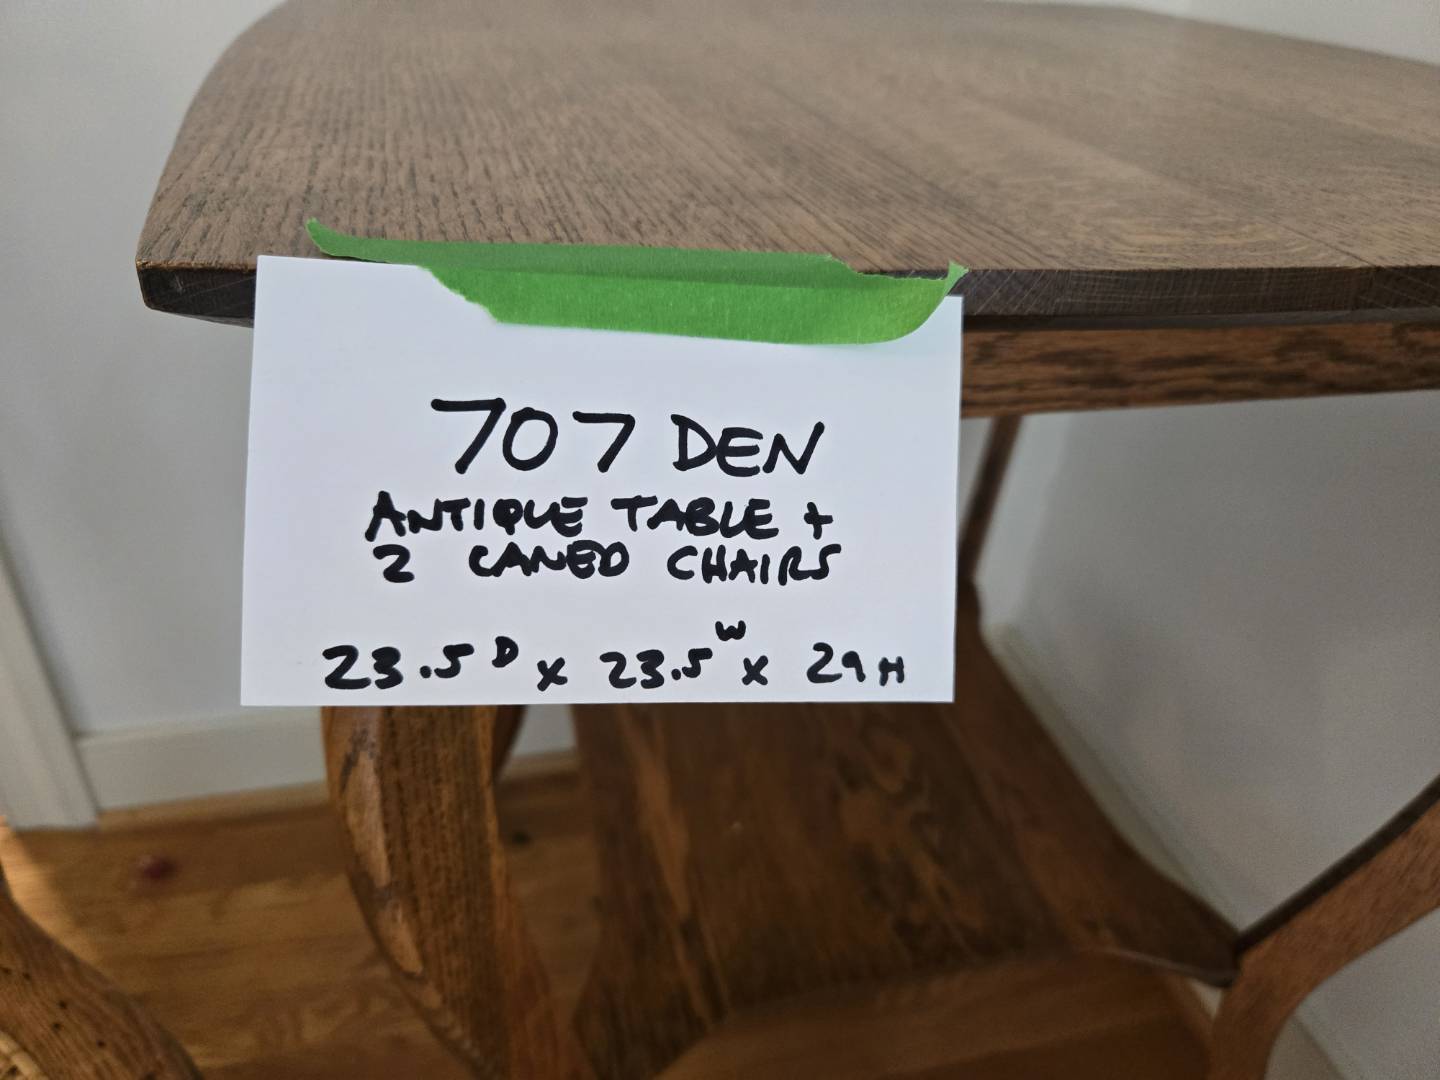 707 DEN
ANTIQUE TABLE +
2 CANED CHAIRS
23.5 D x 23.5 W x 29 H